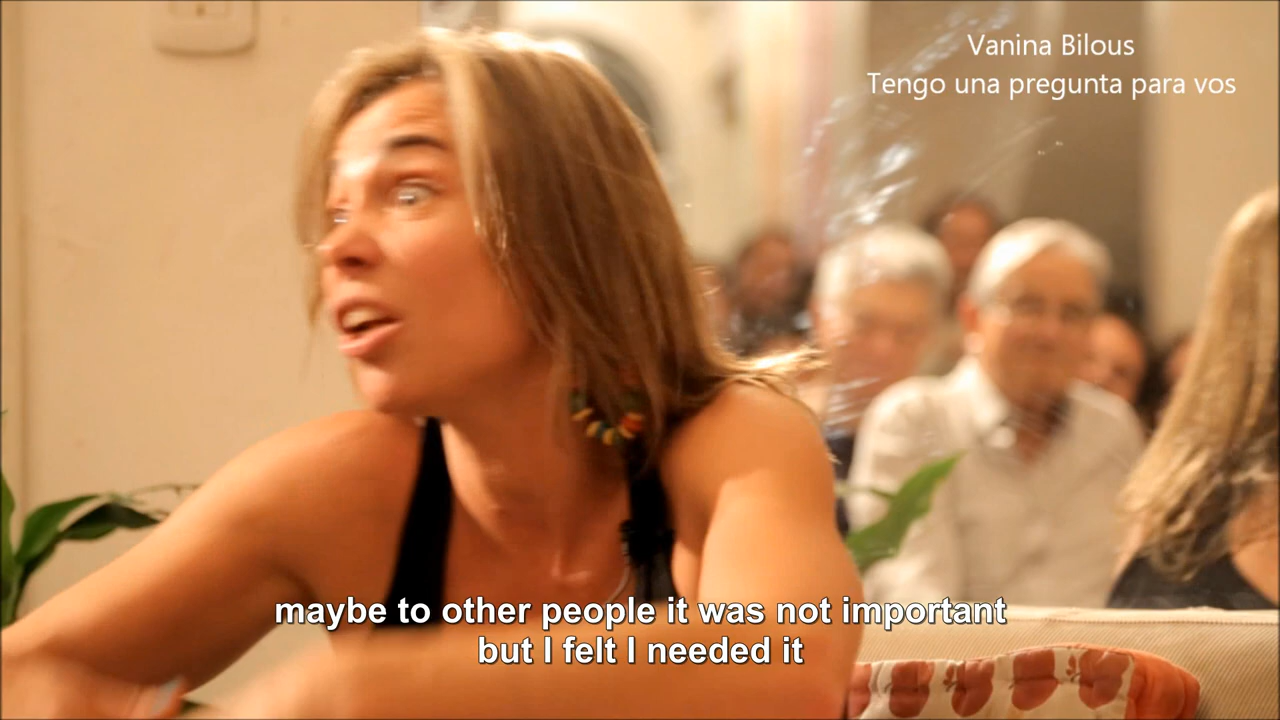 Vanina Bilous
Tengo una pregunta para vos
maybe to other people it was not important
but I felt I needed it